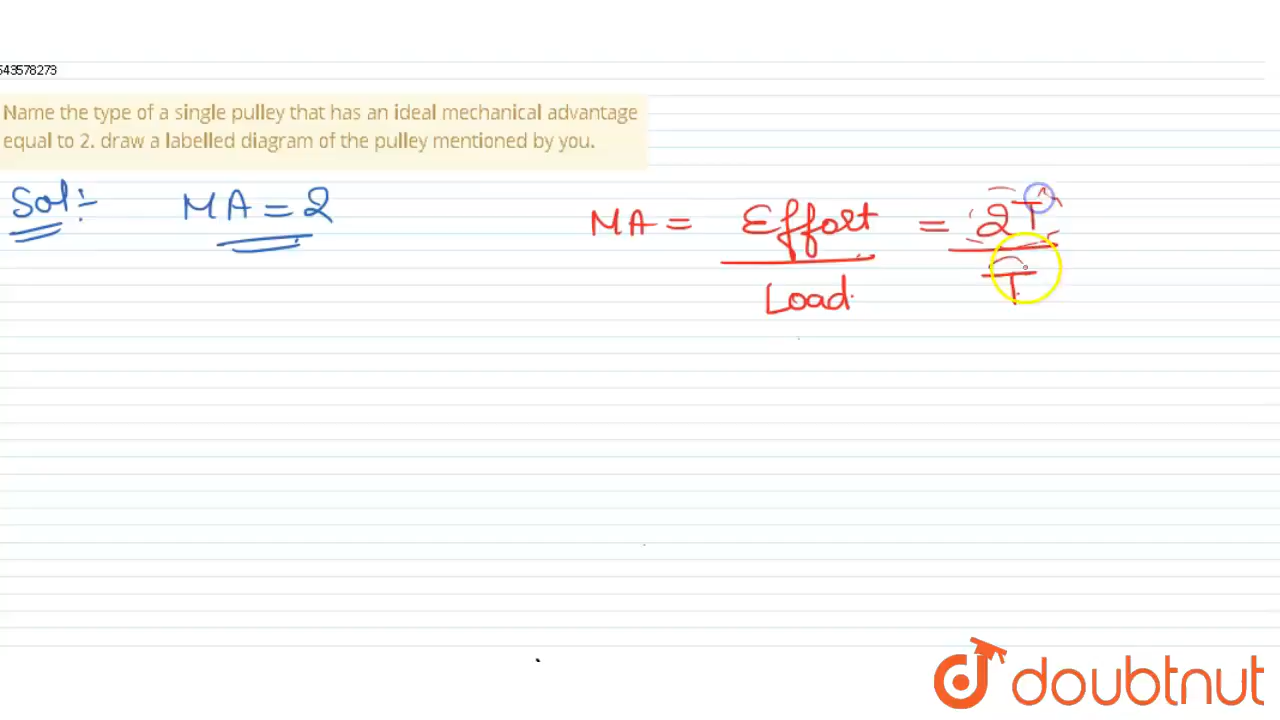 543578273
Name the type of a single pulley that has an ideal mechanical advantage
equal to 2. draw a labelled diagram of the pulley mentioned by you.
Sol:- MA = 2
MA = Effort / Load = 2T / T
doubtnut